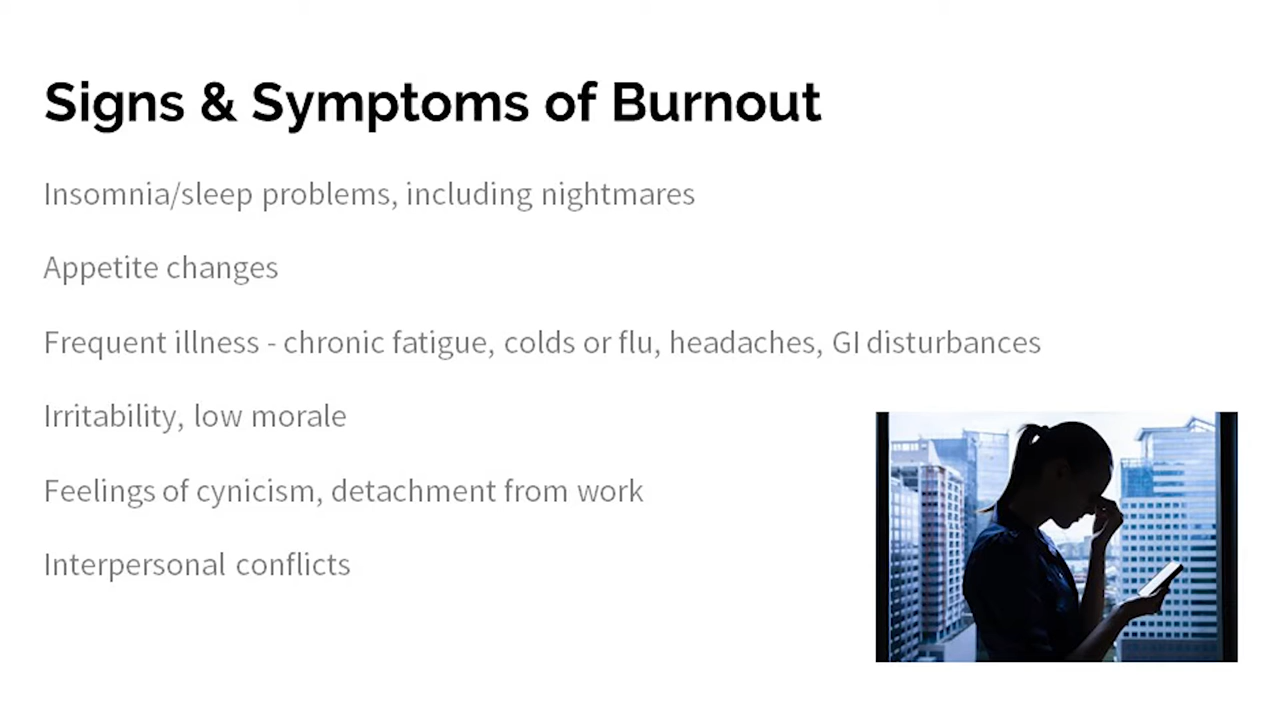 Signs & Symptoms of Burnout
Insomnia/sleep problems, including nightmares
Appetite changes
Frequent illness - chronic fatigue, colds or flu, headaches, GI disturbances
Irritability, low morale
Feelings of cynicism, detachment from work
Interpersonal conflicts